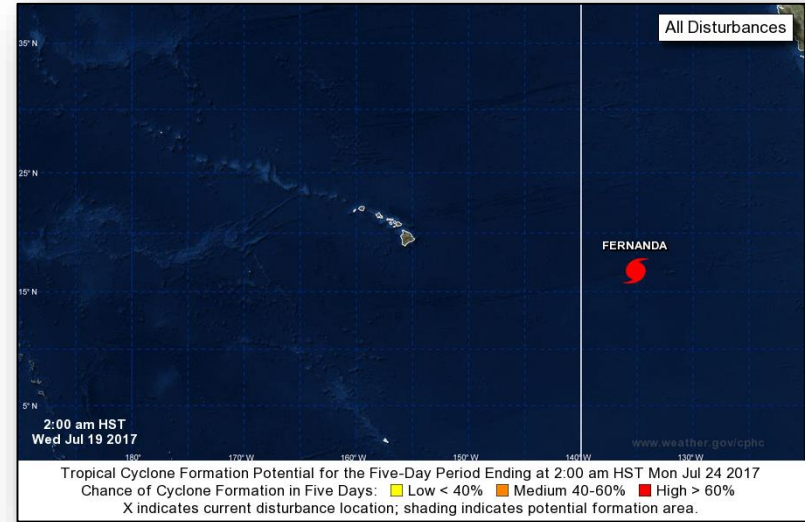 All Disturbances
35° N
25° N
FERNANDA
15° N
5° N
2:00 am HST
Wed Jul 19 2017
www.weather.gov/cphc
180° 170° W 160° W 150° W 140° W 130° W
Tropical Cyclone Formation Potential for the Five-Day Period Ending at 2:00 am HST Mon Jul 24 2017
Chance of Cyclone Formation in Five Days: Low < 40% Medium 40-60% High > 60%
X indicates current disturbance location; shading indicates potential formation area.